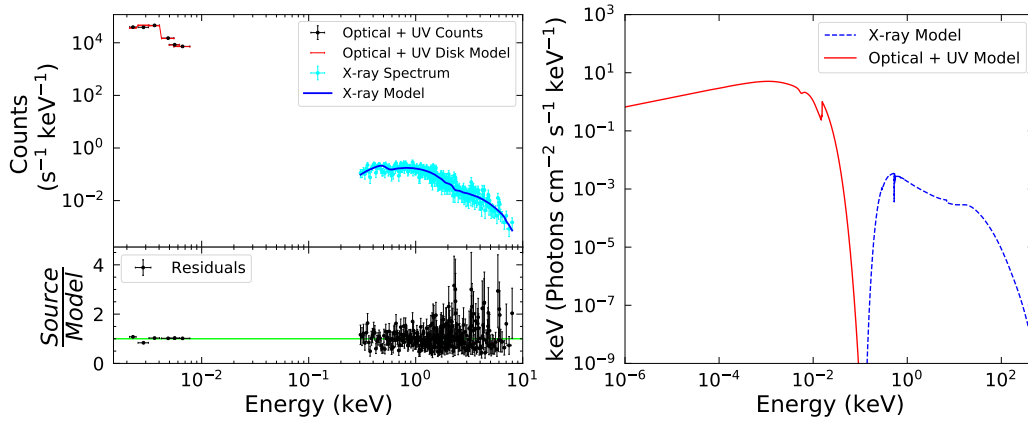 Counts
(s⁻¹ keV⁻¹)
10⁴
10²
10⁰
10⁻²
Optical + UV Counts
Optical + UV Disk Model
X-ray Spectrum
X-ray Model
Source
Model
4
2
0
Residuals
10⁻²
10⁻¹
10⁰
10¹
Energy (keV)
keV (Photons cm⁻² s⁻¹ keV⁻¹)
10³
10¹
10⁻¹
10⁻³
10⁻⁵
10⁻⁷
10⁻⁹
X-ray Model
Optical + UV Model
10⁻⁶
10⁻⁴
10⁻²
10⁰
10²
Energy (keV)